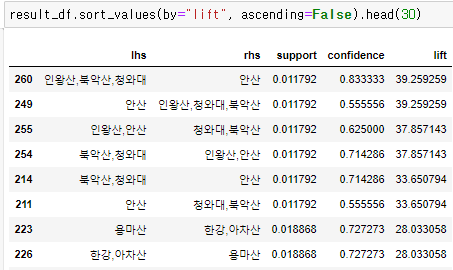 result_df.sort_values(by="lift", ascending=False).head(30)
lhs rhs support confidence lift
260 인왕산,북악산,청와대 안산 0.011792 0.833333 39.259259
249 안산 인왕산,청와대,북악산 0.011792 0.555556 39.259259
255 인왕산,안산 청와대,북악산 0.011792 0.625000 37.857143
254 북악산,청와대 인왕산,안산 0.011792 0.714286 37.857143
214 북악산,청와대 안산 0.011792 0.714286 33.650794
211 안산 청와대,북악산 0.011792 0.555556 33.650794
223 용마산 한강,아차산 0.018868 0.727273 28.033058
226 한강,아차산 용마산 0.018868 0.727273 28.033058